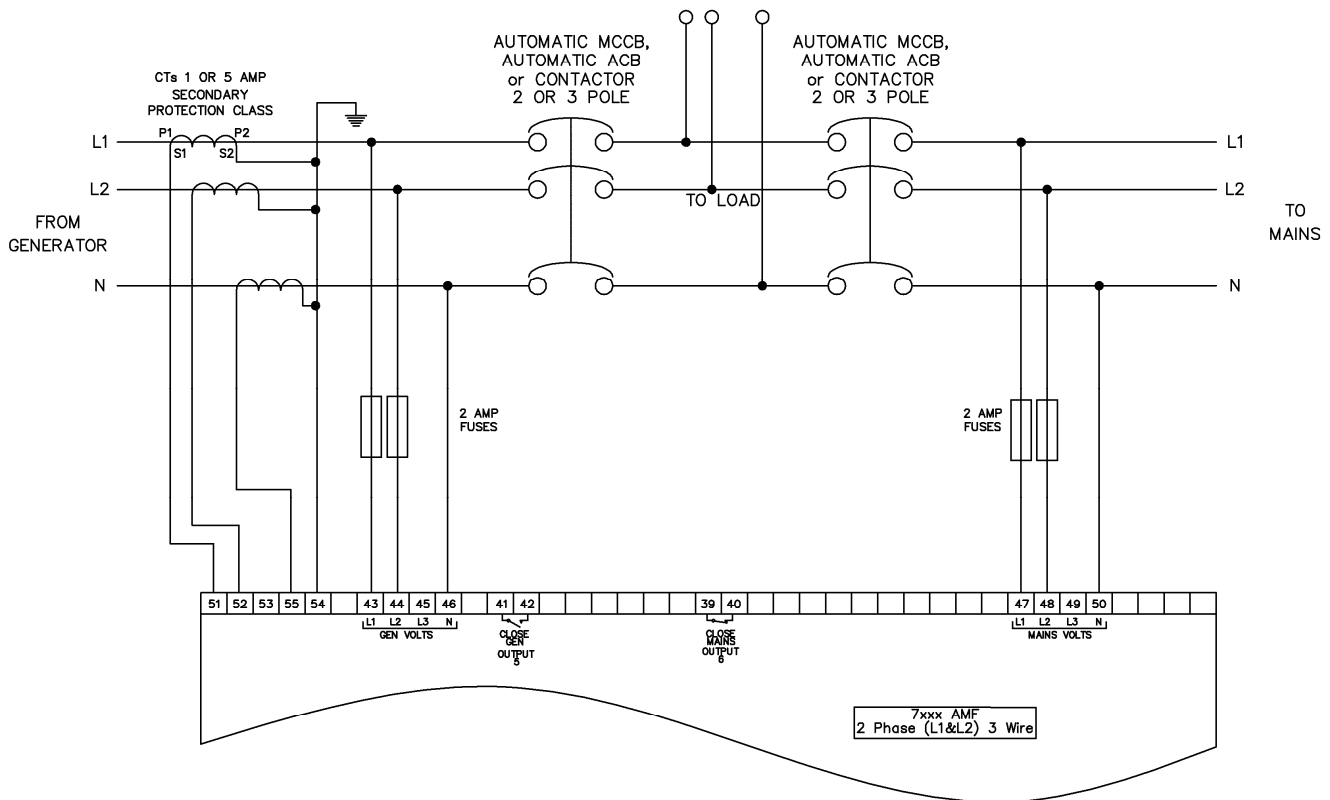 AUTOMATIC MCCB,
AUTOMATIC ACB
or CONTACTOR
2 OR 3 POLE
AUTOMATIC MCCB,
AUTOMATIC ACB
or CONTACTOR
2 OR 3 POLE
CTs 1 OR 5 AMP
SECONDARY
PROTECTION CLASS
P1 P2
L1 L1
S1 S2
L2 L2
TO LOAD
FROM
GENERATOR
TO
MAINS
N N
2 AMP
FUSES
2 AMP
FUSES
51 52 53 55 54 43 44 45 46 41 42 39 40 47 48 49 50
L1 L2 L3 N
GEN VOLTS
CLOSE
GEN
OUTPUT
5
CLOSE
MAINS
OUTPUT
6
L1 L2 L3 N
MAINS VOLTS
7xxx AMF
2 Phase (L1&L2) 3 Wire